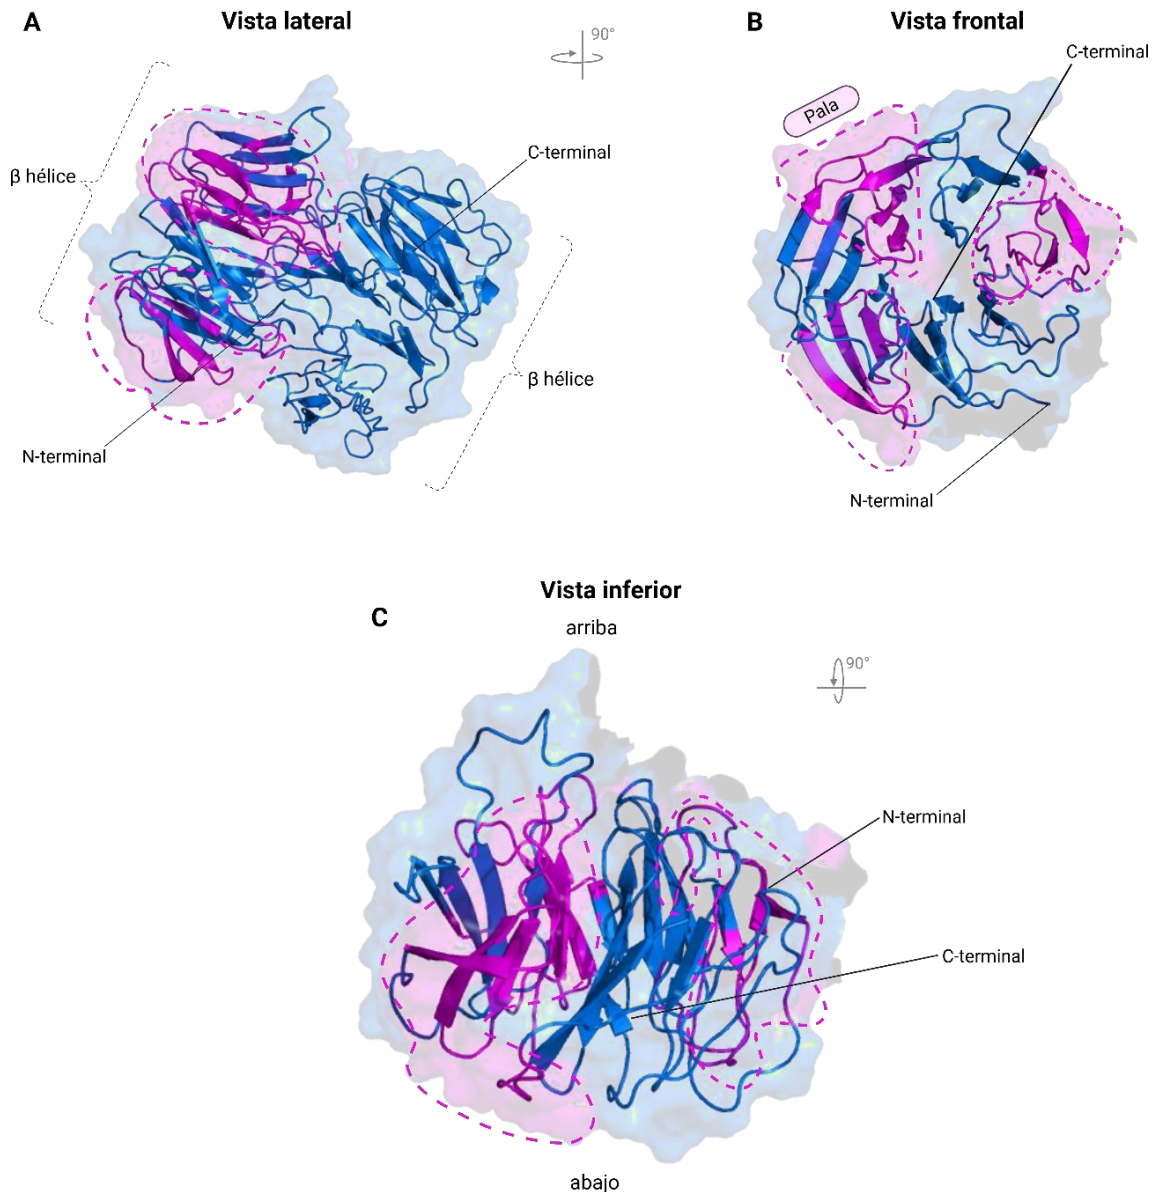 A
Vista lateral
90°
β hélice
C-terminal
β hélice
N-terminal
B
Vista frontal
C-terminal
Pala
N-terminal
Vista inferior
C
arriba
90°
N-terminal
C-terminal
abajo